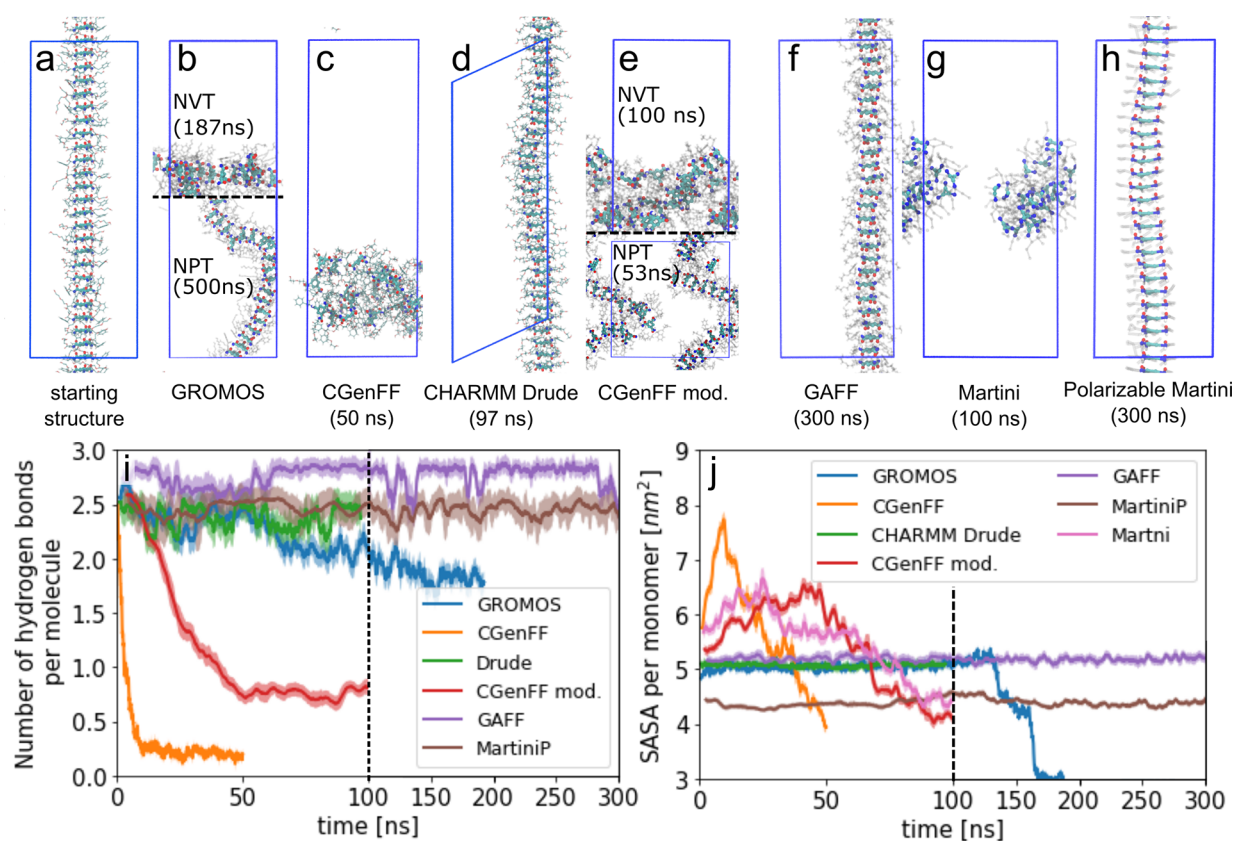 a
b
c
d
e
f
g
h
NVT
(187ns)
NPT
(500ns)
NVT
(100 ns)
NPT
(53ns)
starting
structure
GROMOS
CGenFF
(50 ns)
CHARMM Drude
(97 ns)
CGenFF mod.
GAFF
(300 ns)
Martini
(100 ns)
Polarizable Martini
(300 ns)
i
Number of hydrogen bonds
per molecule
3.0
2.5
2.0
1.5
1.0
0.5
0.0
GROMOS
CGenFF
Drude
CGenFF mod.
GAFF
MartiniP
0 50 100 150 200 250 300
time [ns]
j
SASA per monomer [nm²]
9
8
7
6
5
4
3
GROMOS
CGenFF
CHARMM Drude
CGenFF mod.
GAFF
MartiniP
Martni
0 50 100 150 200 250 300
time [ns]